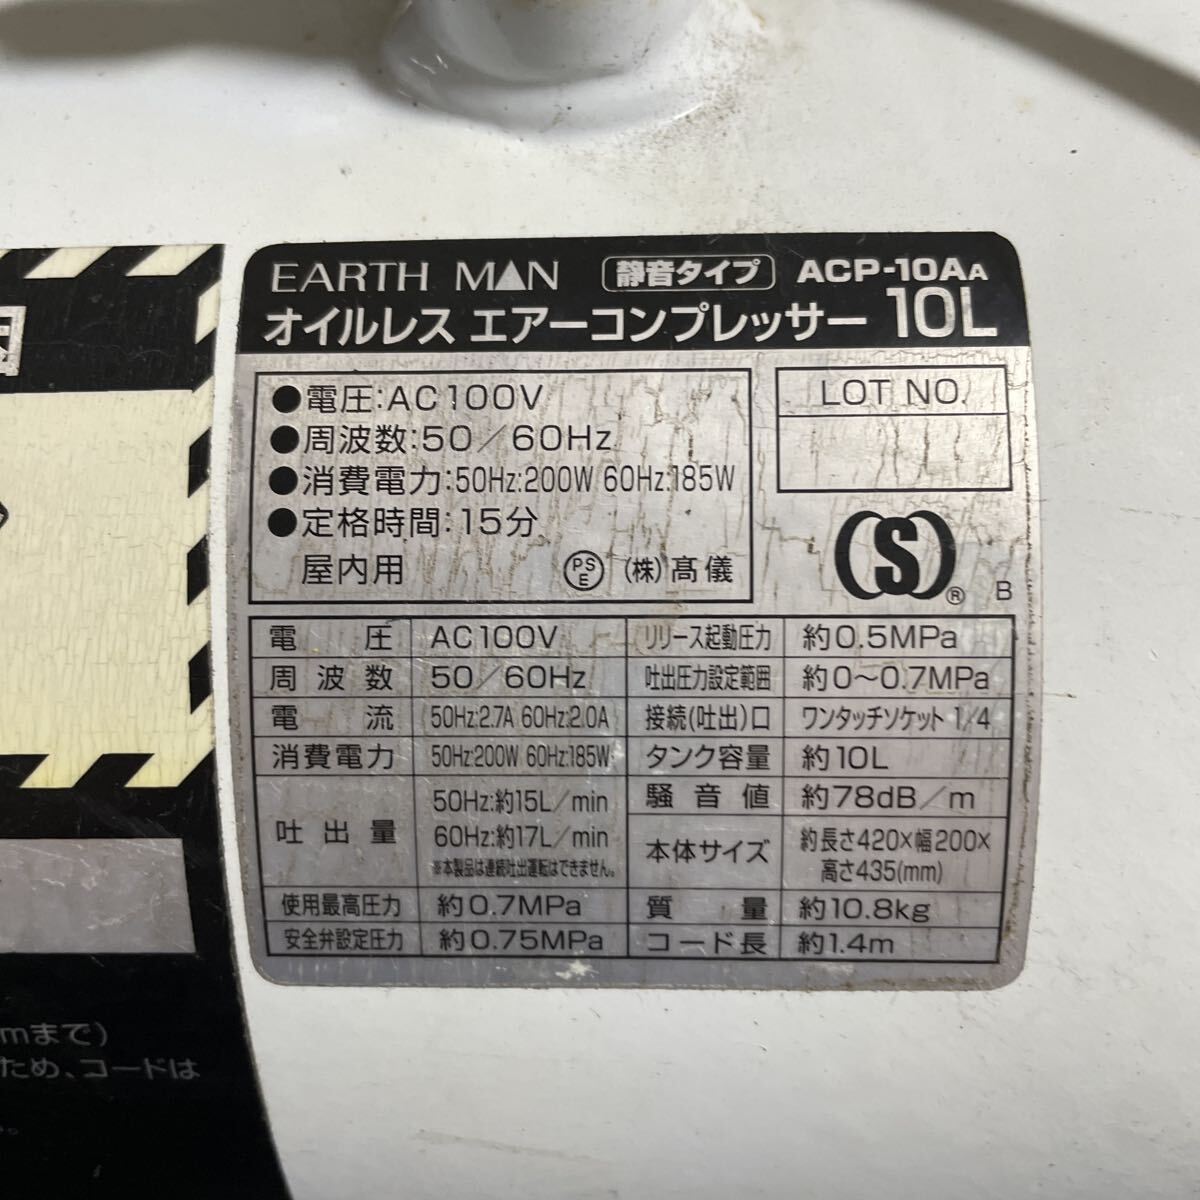 EARTH MAN 静音タイプ ACP-10AA
オイルレス エアーコンプレッサー 10L
●電圧:AC100V
●周波数:50／60Hz
●消費電力:50Hz:200W 60Hz:185W
●定格時間:15分
屋内用 PSE (株)髙儀
LOT NO.
S ® B
電圧 AC100V
周波数 50／60Hz
電流 50Hz:2.7A 60Hz:2.0A
消費電力 50Hz:200W 60Hz:185W
吐出量 50Hz:約15L／min
60Hz:約17L／min
※本製品は連続吐出運転はできません。
使用最高圧力 約0.7MPa
安全弁設定圧力 約0.75MPa
リリース起動圧力 約0.5MPa
吐出圧力設定範囲 約0〜0.7MPa
接続(吐出)口 ワンタッチソケット 1/4
タンク容量 約10L
騒音値 約78dB／m
本体サイズ 約長さ420×幅200×
高さ435(mm)
質量 約10.8kg
コード長 約1.4m
mまで)
ため、コードは